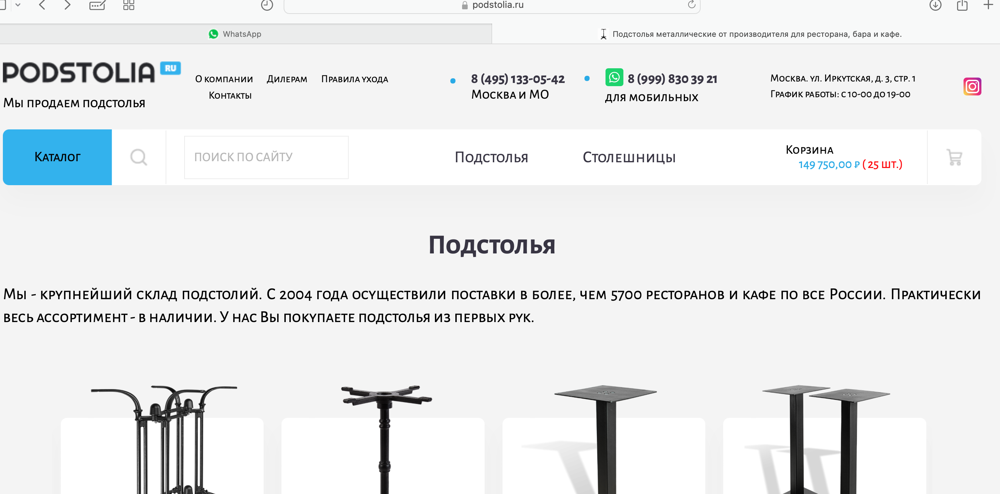 podstolia.ru
WhatsApp
Подстолья металлические от производителя для ресторана, бара и кафе.
PODSTOLIA RU
Мы продаем подстолья
О компании Дилерам Правила ухода
Контакты
8 (495) 133-05-42
Москва и МО
8 (999) 830 39 21
для мобильных
Москва. ул. Иркутская, д. 3, стр. 1
График работы: с 10-00 до 19-00
Каталог
ПОИСК ПО САЙТУ
Подстолья
Столешницы
Корзина
149 750,00 ₽ ( 25 шт.)
Подстолья
Мы - крупнейший склад подстолий. С 2004 года осуществили поставки в более, чем 5700 ресторанов и кафе по все России. Практически
весь ассортимент - в наличии. У нас Вы покупаете подстолья из первых рук.